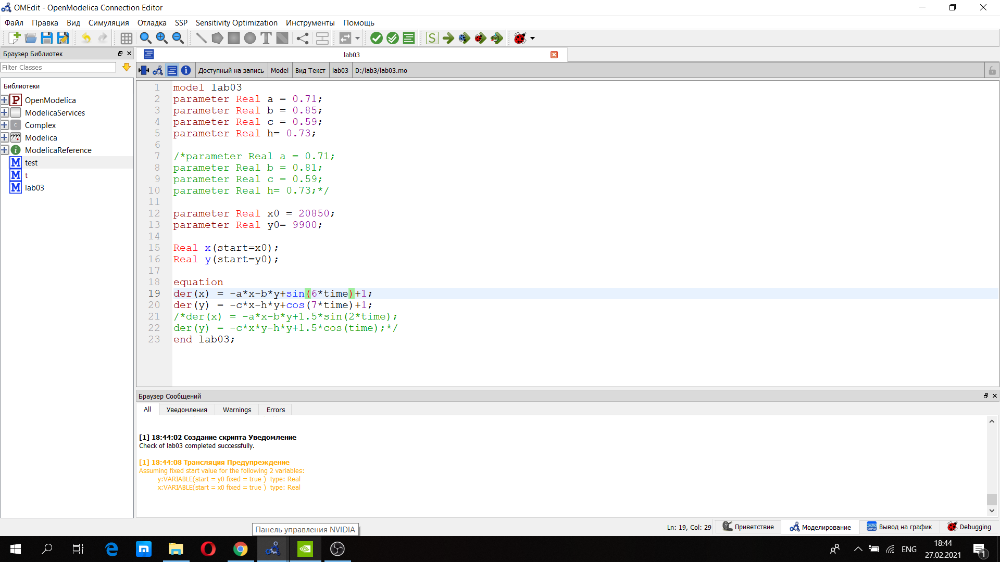 OMEdit - OpenModelica Connection Editor
Файл Правка Вид Симуляция Отладка SSP Sensitivity Optimization Инструменты Помощь
Браузер Библиотек
lab03
Filter Classes
Доступный на запись Model Вид Текст lab03 D:/lab3/lab03.mo
Библиотеки
OpenModelica
ModelicaServices
Complex
Modelica
ModelicaReference
test
t
lab03
1 model lab03
2 parameter Real a = 0.71;
3 parameter Real b = 0.85;
4 parameter Real c = 0.59;
5 parameter Real h= 0.73;
6
7 /*parameter Real a = 0.71;
8 parameter Real b = 0.81;
9 parameter Real c = 0.59;
10 parameter Real h= 0.73;*/
11
12 parameter Real x0 = 20850;
13 parameter Real y0= 9900;
14
15 Real x(start=x0);
16 Real y(start=y0);
17
18 equation
19 der(x) = -a*x-b*y+sin(6*time)+1;
20 der(y) = -c*x-h*y+cos(7*time)+1;
21 /*der(x) = -a*x-b*y+1.5*sin(2*time);
22 der(y) = -c*x*y-h*y+1.5*cos(time);*/
23 end lab03;
Браузер Сообщений
All Уведомления Warnings Errors
[1] 18:44:02 Создание скрипта Уведомление
Check of lab03 completed successfully.
[1] 18:44:08 Трансляция Предупреждение
Assuming fixed start value for the following 2 variables:
y:VARIABLE(start = y0 fixed = true ) type: Real
x:VARIABLE(start = x0 fixed = true ) type: Real
Панель управления NVIDIA
Ln: 19, Col: 29 Приветствие Моделирование Вывод на график Debugging
ENG
18:44
27.02.2021
1